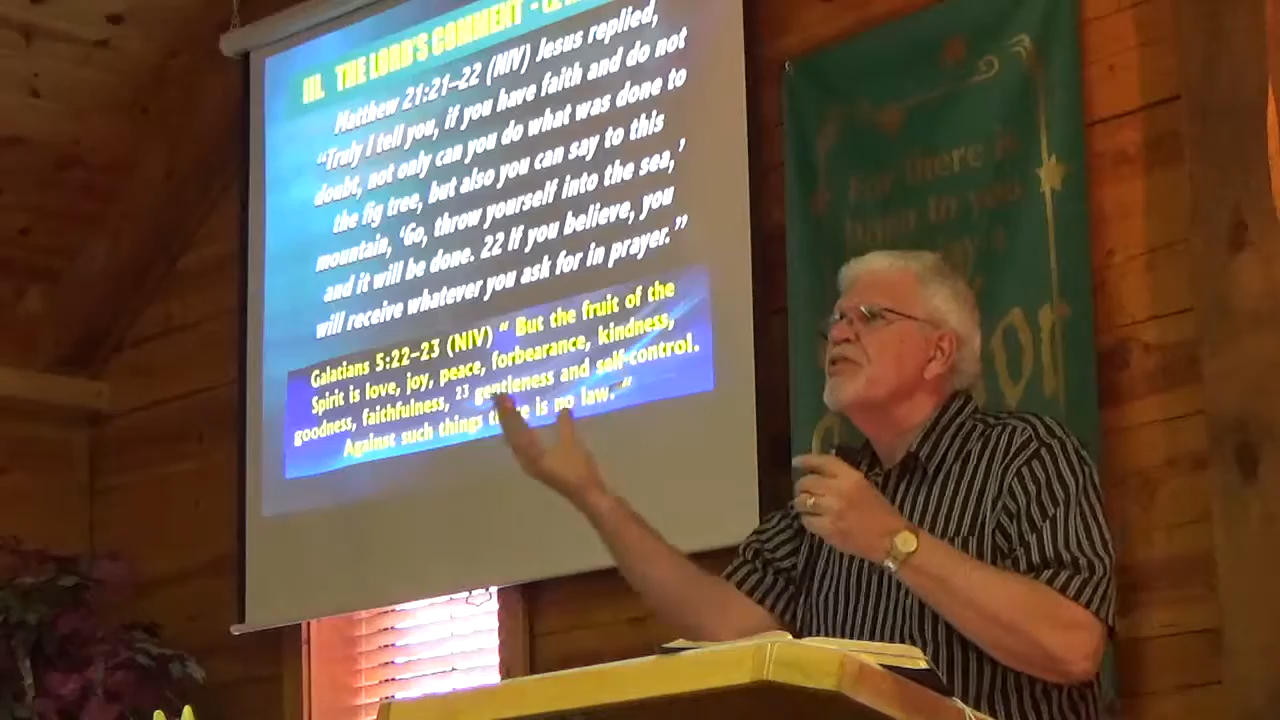 III. THE LORD'S COMMENT -
Matthew 21:21–22 (NIV) Jesus replied,
“Truly I tell you, if you have faith and do not
doubt, not only can you do what was done to
the fig tree, but also you can say to this
mountain, ‘Go, throw yourself into the sea,’
and it will be done. 22 If you believe, you
will receive whatever you ask for in prayer.”
Galatians 5:22–23 (NIV) “ But the fruit of the
Spirit is love, joy, peace, forbearance, kindness,
goodness, faithfulness, 23 gentleness and self-control.
Against such things there is no law.” ”
For there is
born to you